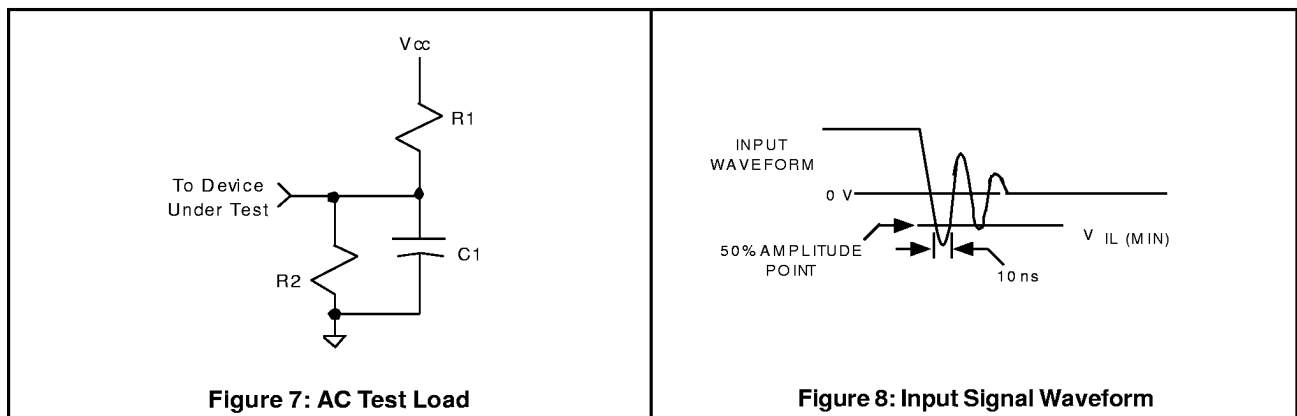 Vcc
R1
To Device
Under Test
R2
C1
Figure 7: AC Test Load
INPUT
WAVEFORM
0 V
50% AMPLITUDE
POINT
V IL (MIN)
10 ns
Figure 8: Input Signal Waveform